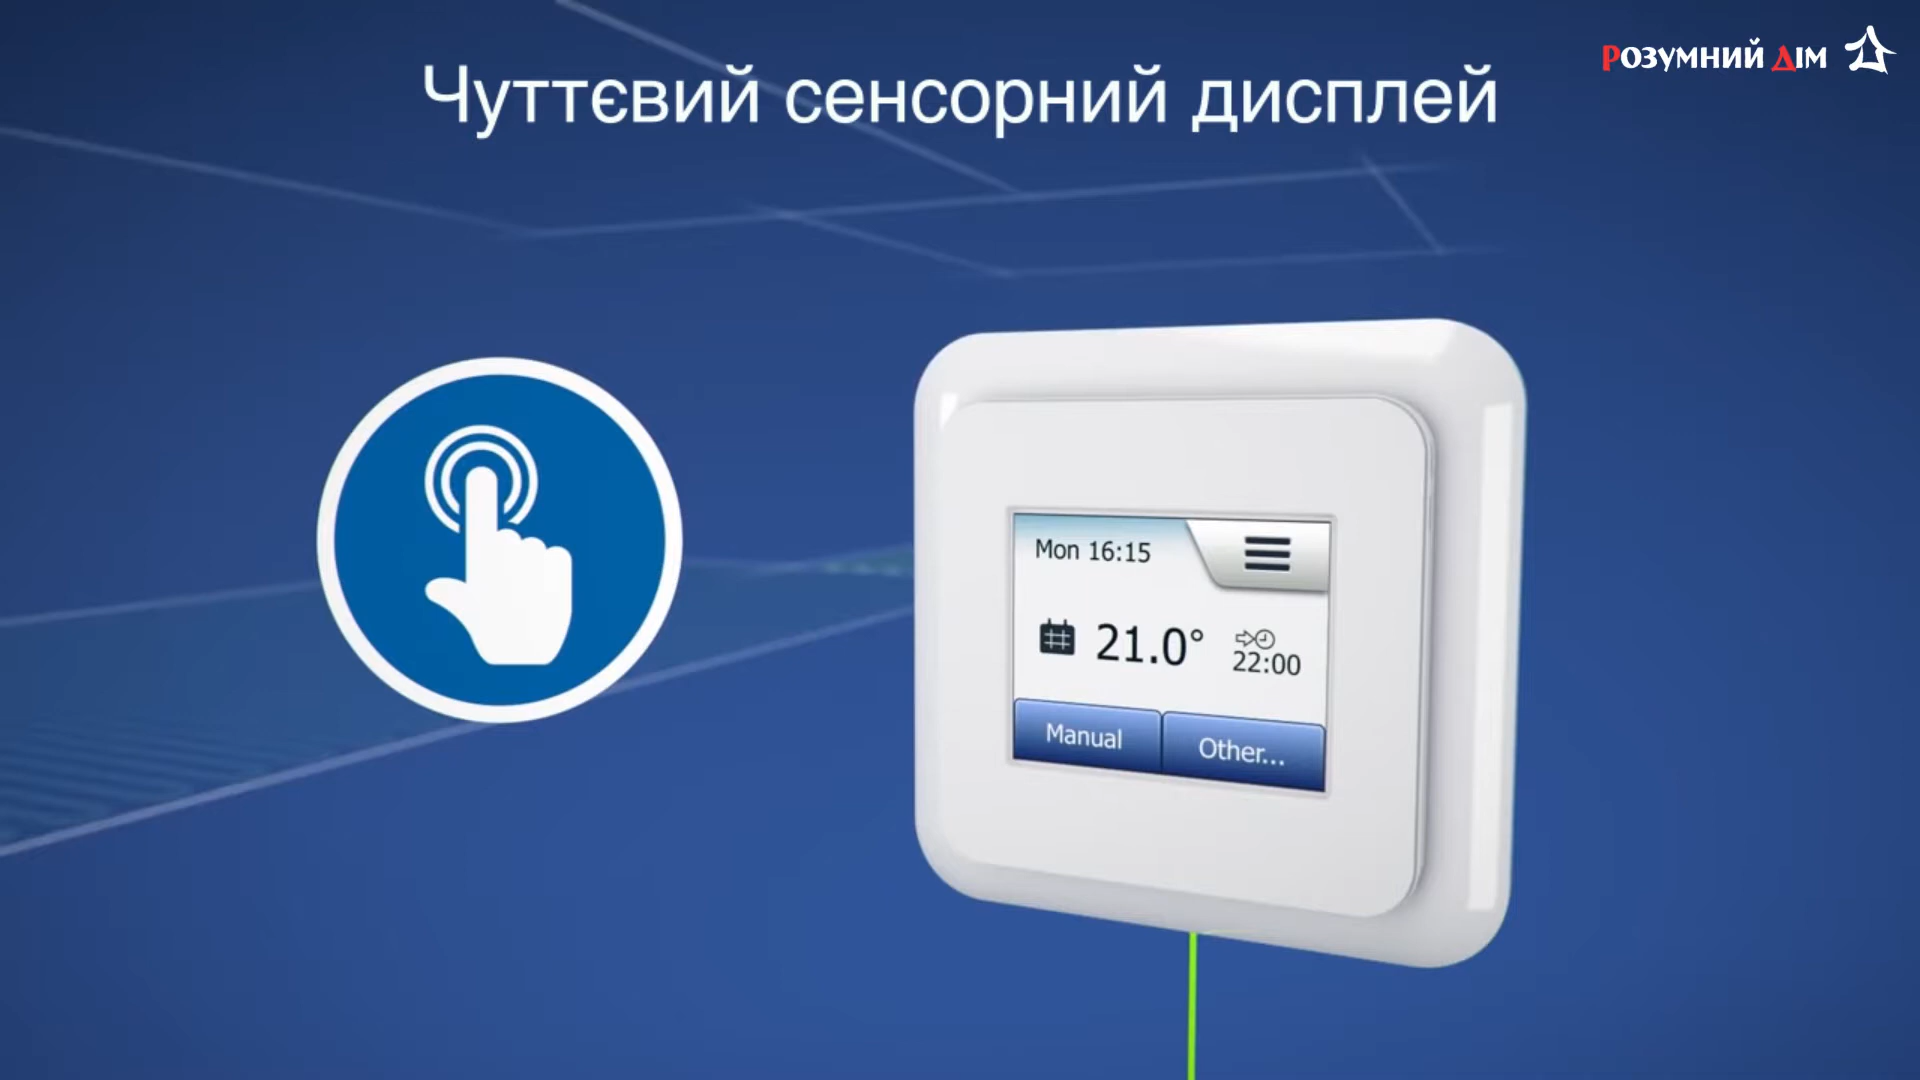 Чуттєвий сенсорний дисплей
Розумний Дім
Mon 16:15
21.0°
22:00
Manual
Other...